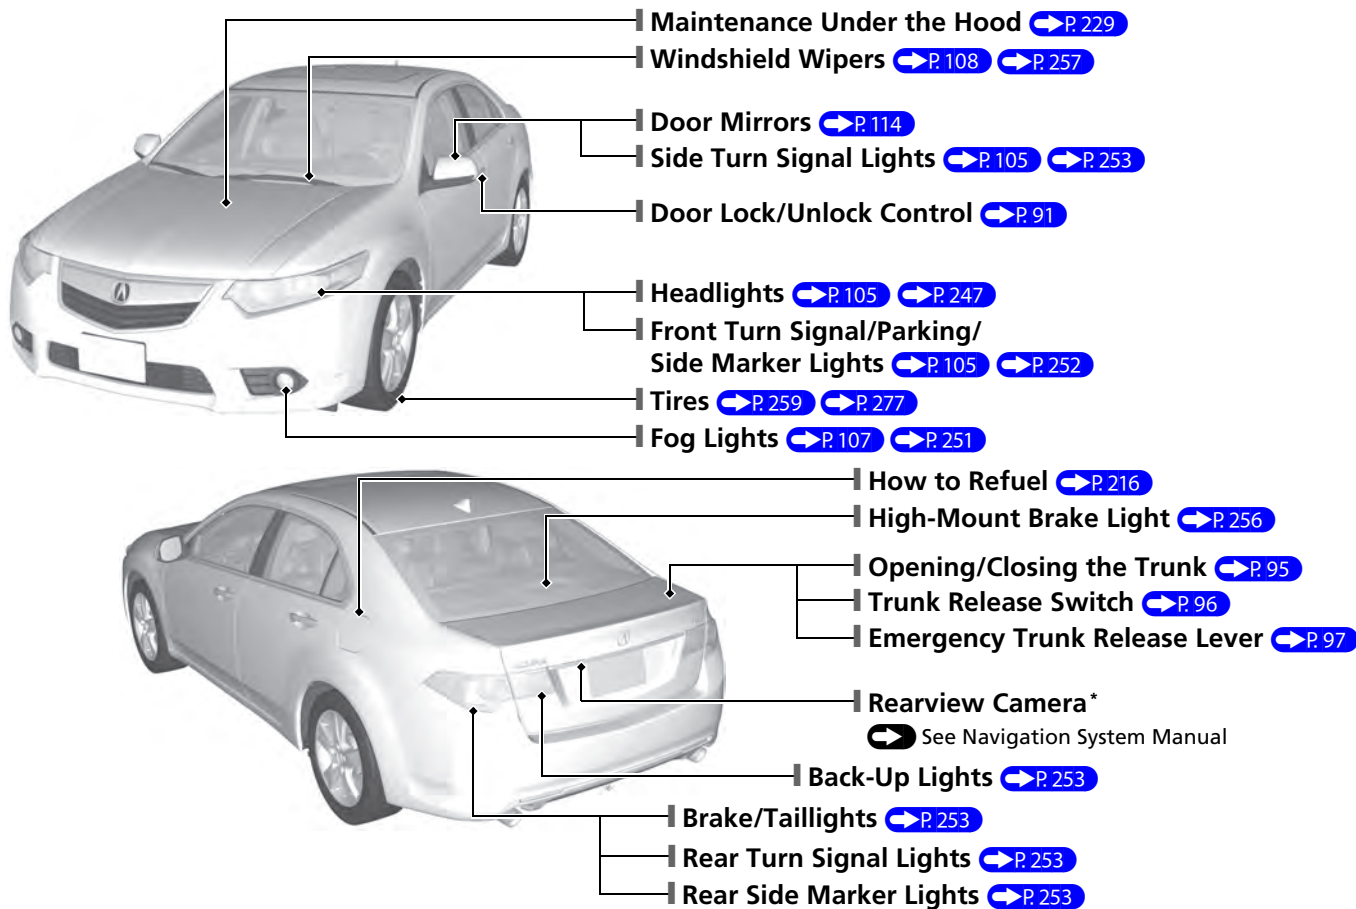 Maintenance Under the Hood P. 229
Windshield Wipers P. 108 P. 257
Door Mirrors P. 114
Side Turn Signal Lights P. 105 P. 253
Door Lock/Unlock Control P. 91
Headlights P. 105 P. 247
Front Turn Signal/Parking/
Side Marker Lights P. 105 P. 252
Tires P. 259 P. 277
Fog Lights P. 107 P. 251
How to Refuel P. 216
High-Mount Brake Light P. 256
Opening/Closing the Trunk P. 95
Trunk Release Switch P. 96
Emergency Trunk Release Lever P. 97
Rearview Camera*
See Navigation System Manual
Back-Up Lights P. 253
Brake/Taillights P. 253
Rear Turn Signal Lights P. 253
Rear Side Marker Lights P. 253